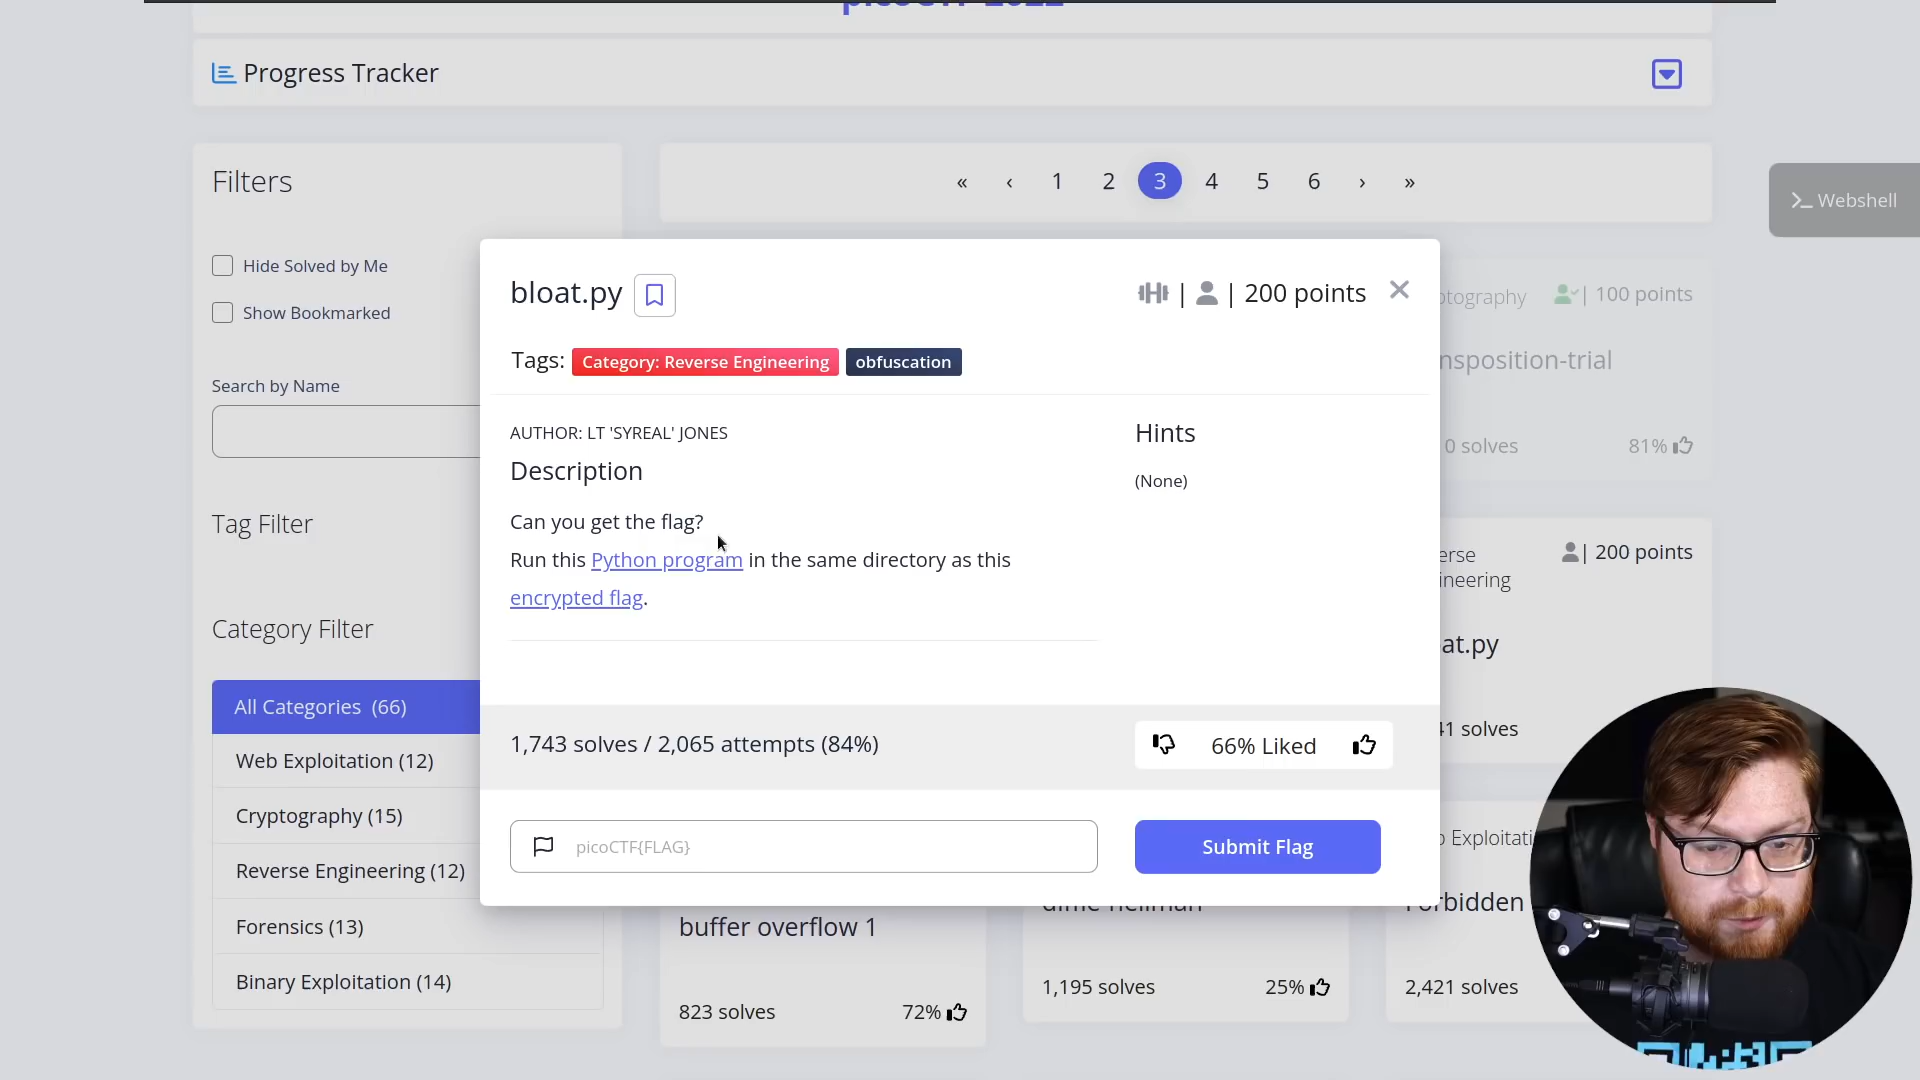 Progress Tracker
Filters
« ‹ 1 2 3 4 5 6 › »
Webshell
Hide Solved by Me
Show Bookmarked
Search by Name
Tag Filter
Category Filter
All Categories (66)
Web Exploitation (12)
Cryptography (15)
Reverse Engineering (12)
Forensics (13)
Binary Exploitation (14)
bloat.py
| | 200 points
Tags: Category: Reverse Engineering obfuscation
AUTHOR: LT 'SYREAL' JONES
Description
Can you get the flag?
Run this Python program in the same directory as this
encrypted flag.
Hints
(None)
1,743 solves / 2,065 attempts (84%)
66% Liked
picoCTF{FLAG}
Submit Flag
ptography | 100 points
nsposition-trial
0 solves 81%
erse | 200 points
ineering
at.py
41 solves
buffer overflow 1
823 solves 72%
1,195 solves 25%
Forbidden
2,421 solves